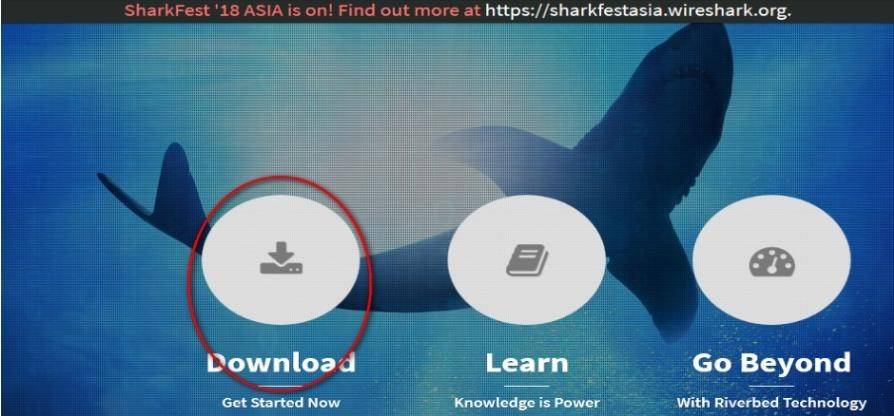 SharkFest '18 ASIA is on! Find out more at https://sharkfestasia.wireshark.org.
Download
Learn
Go Beyond
Get Started Now
Knowledge is Power
With Riverbed Technology